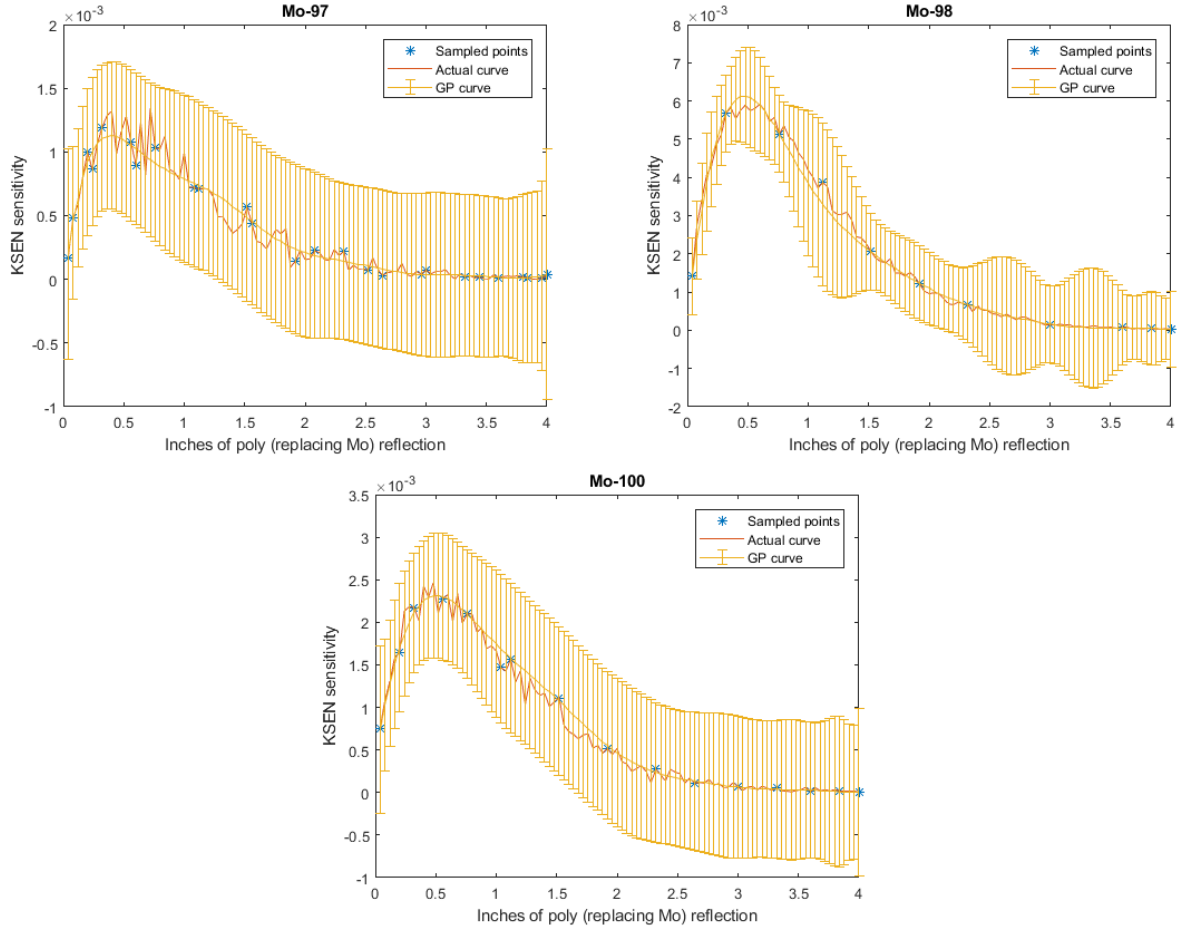 Mo-97
×10⁻³
2
1.5
1
0.5
0
-0.5
-1
KSEN sensitivity
Sampled points
Actual curve
GP curve
0 0.5 1 1.5 2 2.5 3 3.5 4
Inches of poly (replacing Mo) reflection
Mo-98
×10⁻³
8
7
6
5
4
3
2
1
0
-1
-2
KSEN sensitivity
Sampled points
Actual curve
GP curve
0 0.5 1 1.5 2 2.5 3 3.5 4
Inches of poly (replacing Mo) reflection
Mo-100
×10⁻³
3.5
3
2.5
2
1.5
1
0.5
0
-0.5
-1
KSEN sensitivity
Sampled points
Actual curve
GP curve
0 0.5 1 1.5 2 2.5 3 3.5 4
Inches of poly (replacing Mo) reflection